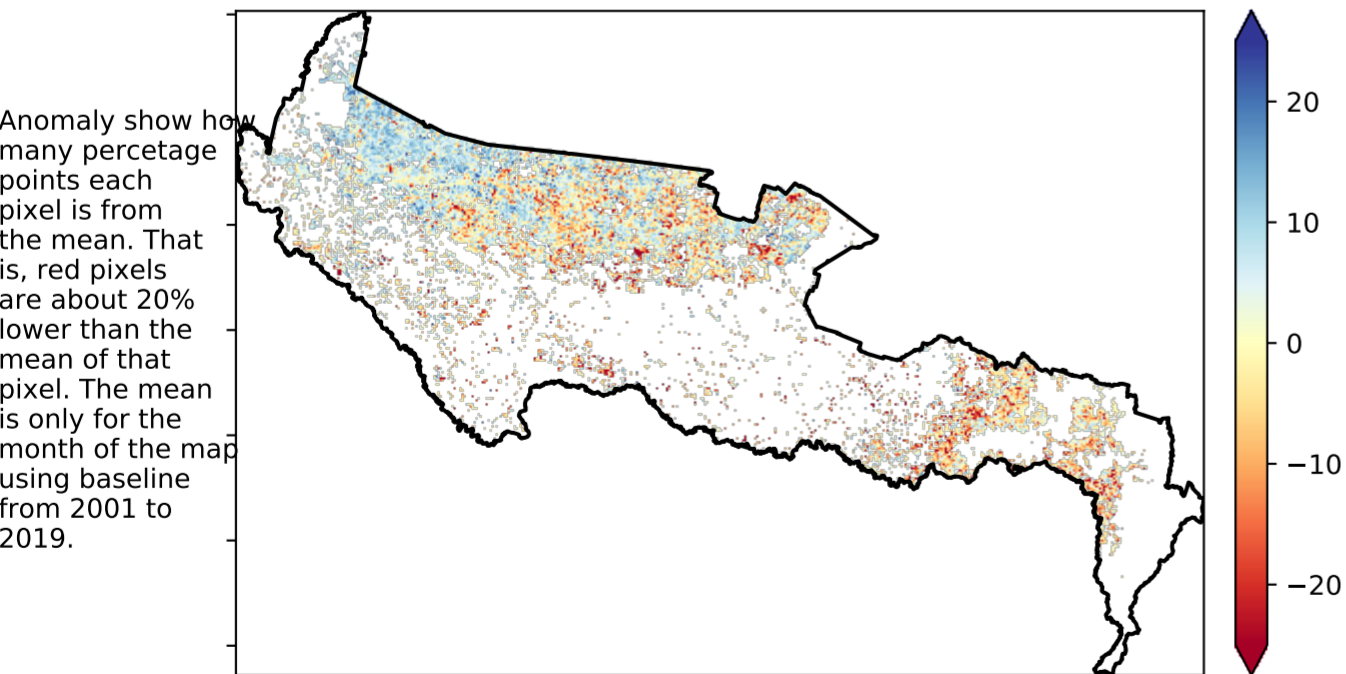 Anomaly show how
many percetage
points each
pixel is from
the mean. That
is, red pixels
are about 20%
lower than the
mean of that
pixel. The mean
is only for the
month of the map
using baseline
from 2001 to
2019.
20
10
0
−10
−20